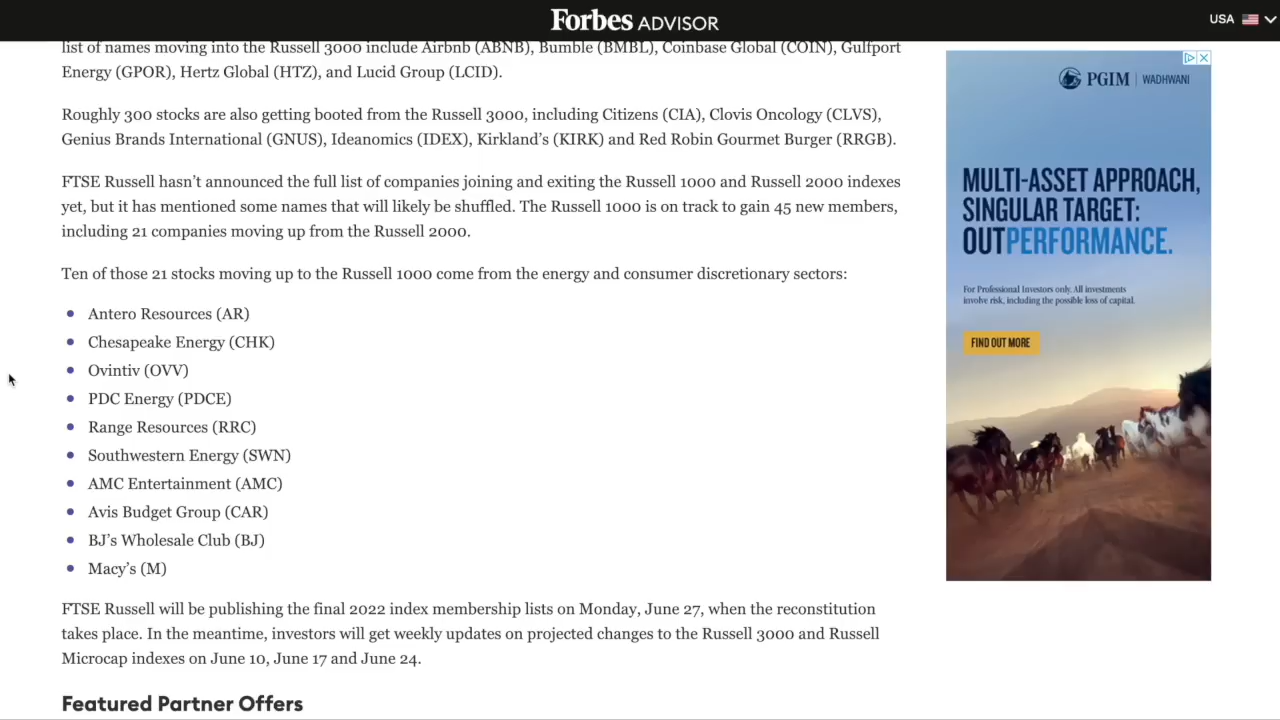 Forbes ADVISOR
USA
list of names moving into the Russell 3000 include Airbnb (ABNB), Bumble (BMBL), Coinbase Global (COIN), Gulfport
Energy (GPOR), Hertz Global (HTZ), and Lucid Group (LCID).
Roughly 300 stocks are also getting booted from the Russell 3000, including Citizens (CIA), Clovis Oncology (CLVS),
Genius Brands International (GNUS), Ideanomics (IDEX), Kirkland’s (KIRK) and Red Robin Gourmet Burger (RRGB).
FTSE Russell hasn’t announced the full list of companies joining and exiting the Russell 1000 and Russell 2000 indexes
yet, but it has mentioned some names that will likely be shuffled. The Russell 1000 is on track to gain 45 new members,
including 21 companies moving up from the Russell 2000.
Ten of those 21 stocks moving up to the Russell 1000 come from the energy and consumer discretionary sectors:
Antero Resources (AR)
Chesapeake Energy (CHK)
Ovintiv (OVV)
PDC Energy (PDCE)
Range Resources (RRC)
Southwestern Energy (SWN)
AMC Entertainment (AMC)
Avis Budget Group (CAR)
BJ’s Wholesale Club (BJ)
Macy’s (M)
FTSE Russell will be publishing the final 2022 index membership lists on Monday, June 27, when the reconstitution
takes place. In the meantime, investors will get weekly updates on projected changes to the Russell 3000 and Russell
Microcap indexes on June 10, June 17 and June 24.
Featured Partner Offers
PGIM | WADHWANI
MULTI-ASSET APPROACH,
SINGULAR TARGET:
OUTPERFORMANCE.
For Professional Investors only. All investments
involve risk, including the possible loss of capital.
FIND OUT MORE